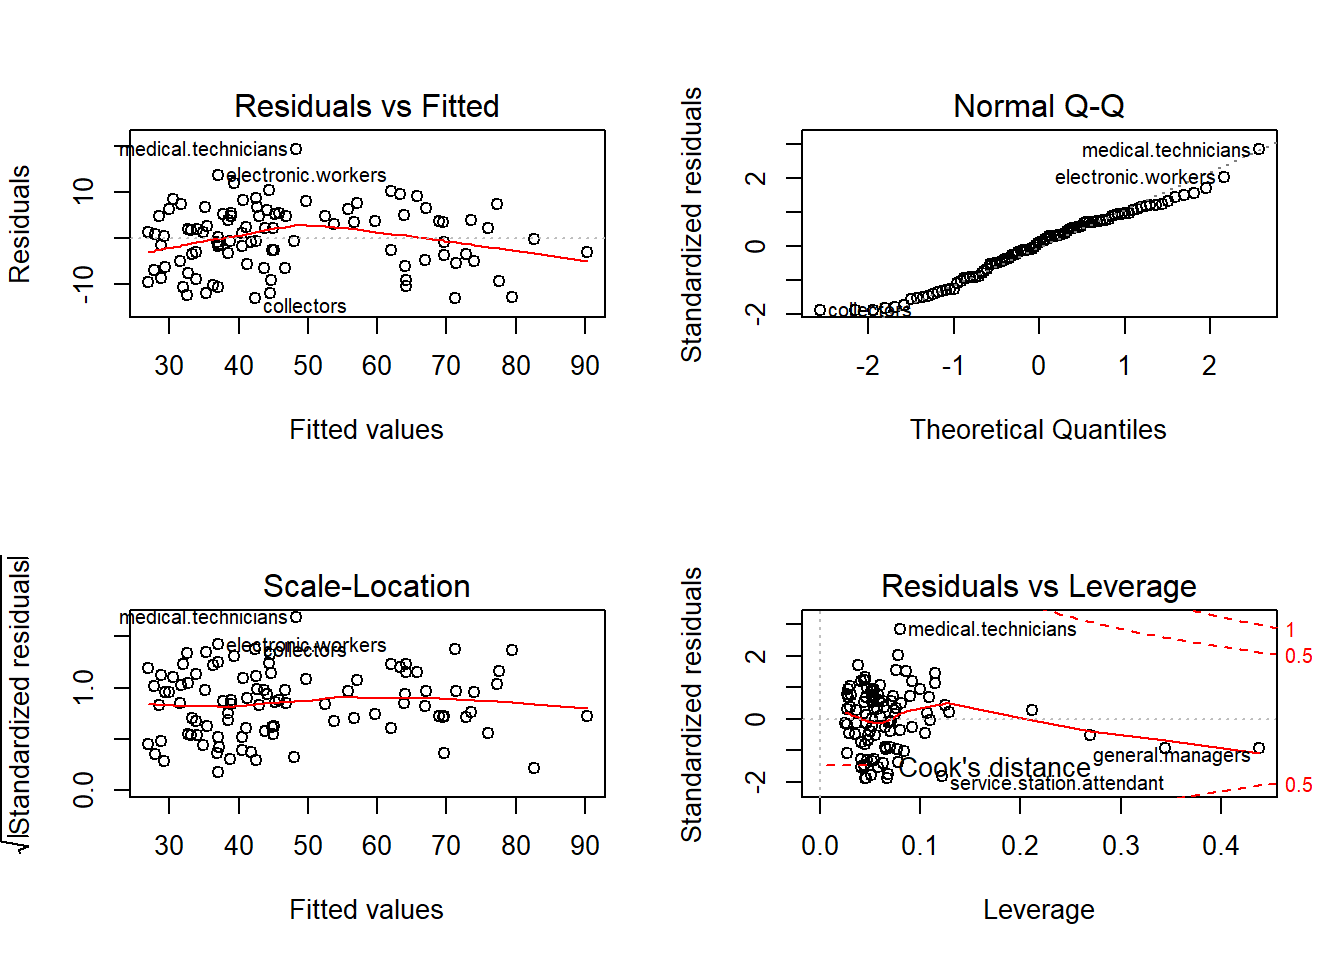 Residuals vs Fitted
Residuals
10
-10
medical.technicians
electronic.workers
collectors
30 40 50 60 70 80 90
Fitted values
Normal Q-Q
Standardized residuals
2
0
-2
medical.technicians
electronic.workers
collectors
-2 -1 0 1 2
Theoretical Quantiles
Scale-Location
√|Standardized residuals|
1.0
0.0
medical.technicians
electronic.workers
collectors
30 40 50 60 70 80 90
Fitted values
Residuals vs Leverage
Standardized residuals
2
0
-2
medical.technicians
1
0.5
general.managers
Cook's distance
service.station.attendant
0.5
0.0 0.1 0.2 0.3 0.4
Leverage